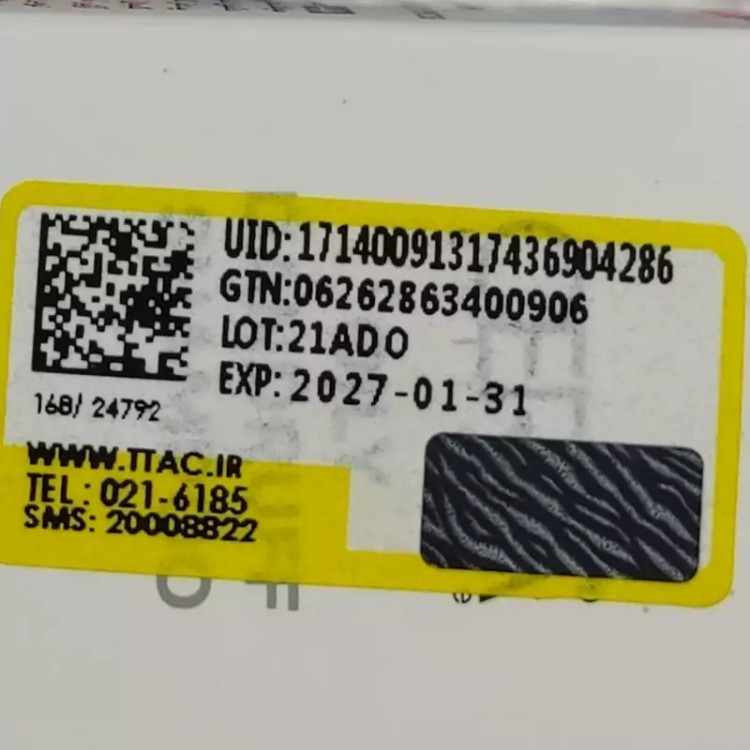 UID:17140091317436904286
GTN:06262863400906
LOT:21ADO
EXP:2027-01-31
168/ 24792
WWW.TTAC.IR
TEL : 021-6185
SMS: 20008822